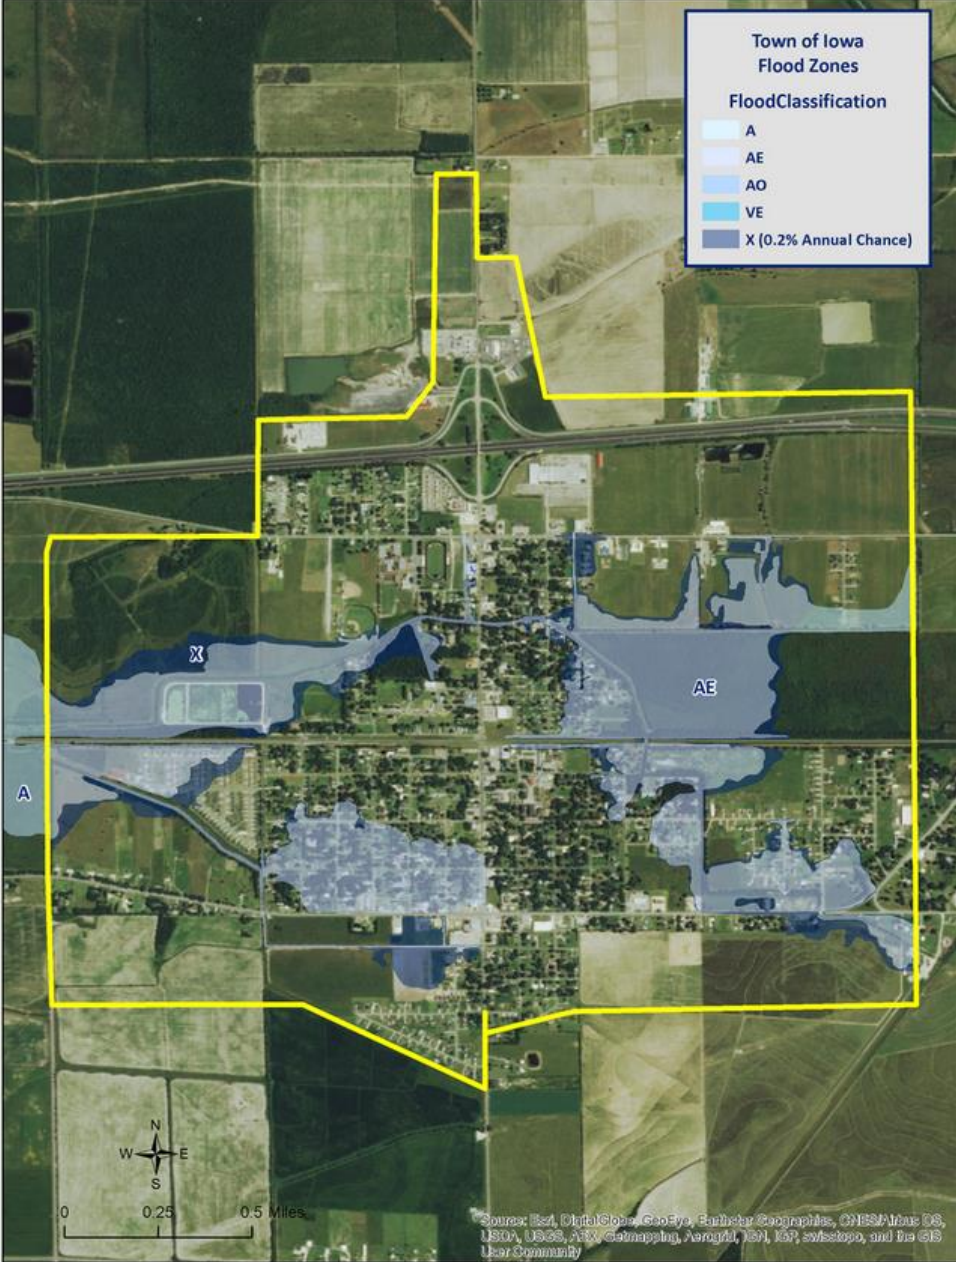 Town of Iowa
Flood Zones
FloodClassification
A
AE
AO
VE
X (0.2% Annual Chance)
X
AE
A
N
W E
S
0 0.25 0.5 Miles
Source: Esri, DigitalGlobe, GeoEye, Earthstar Geographics, CNES/Airbus DS,
USDA, USGS, AEX, Getmapping, Aerogrid, IGN, IGP, swisstopo, and the GIS
User Community